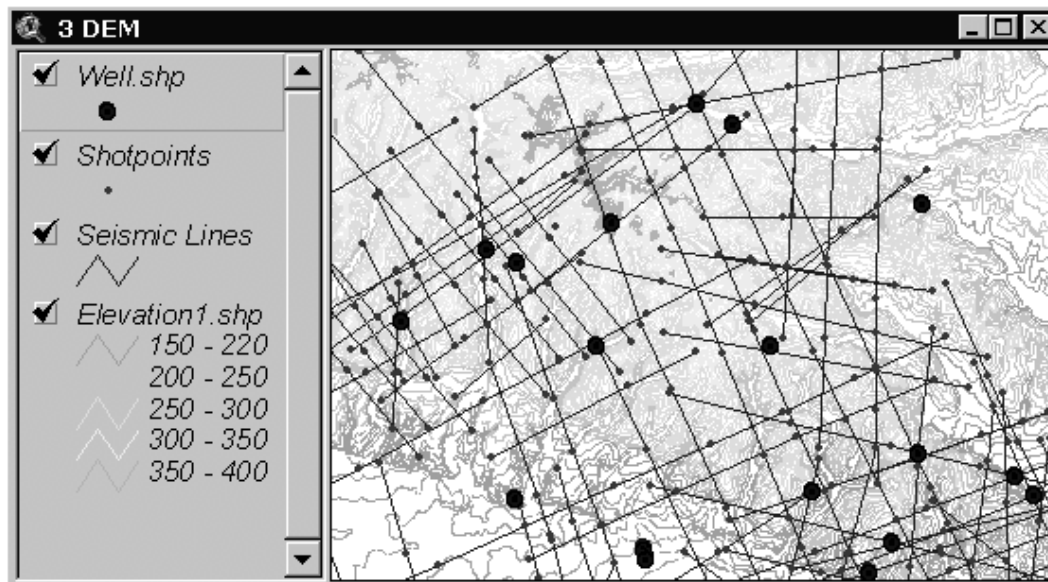 3 DEM
Well.shp
Shotpoints
Seismic Lines
Elevation1.shp
150 - 220
200 - 250
250 - 300
300 - 350
350 - 400